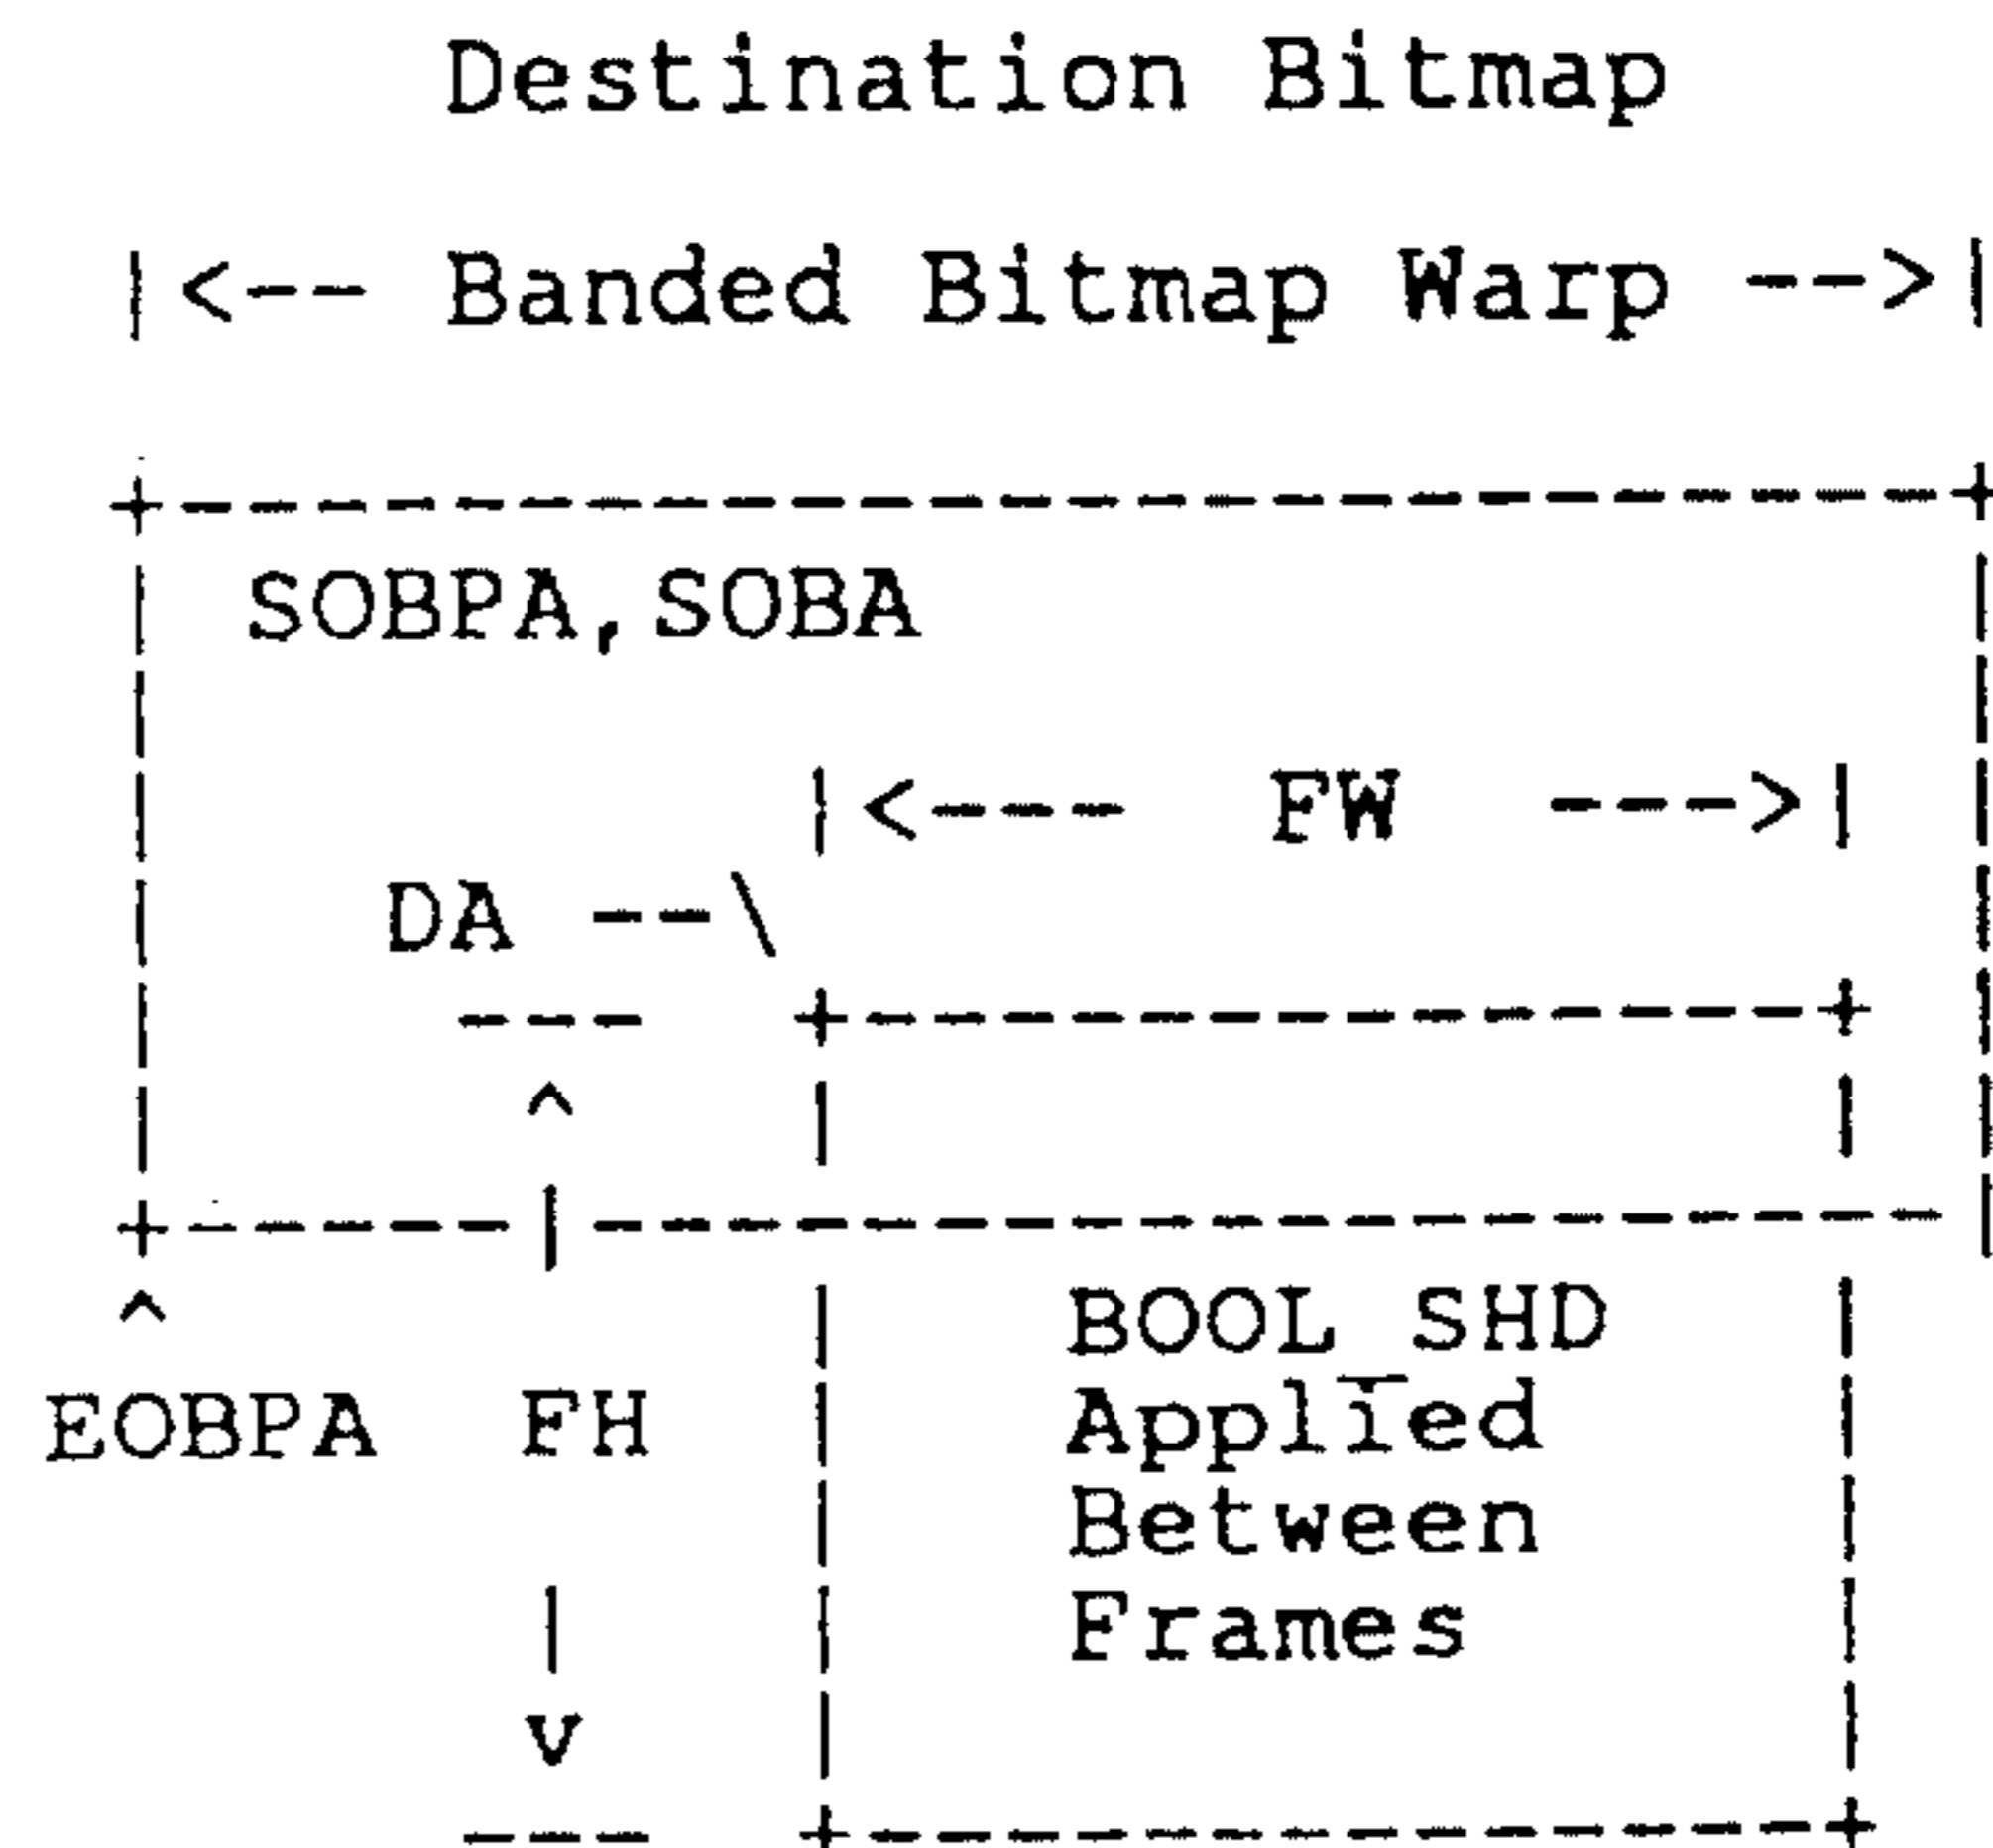 Destination Bitmap
|<-- Banded Bitmap Warp -->|
+--------------------------+
| SOBPA,SOBA |
|<--- FW --->|
DA --\
--- +--------------+
^
+-----|--------------------|
^ BOOL_SHD
EOBPA FH Applied
Between
Frames
v
--- +--------------+